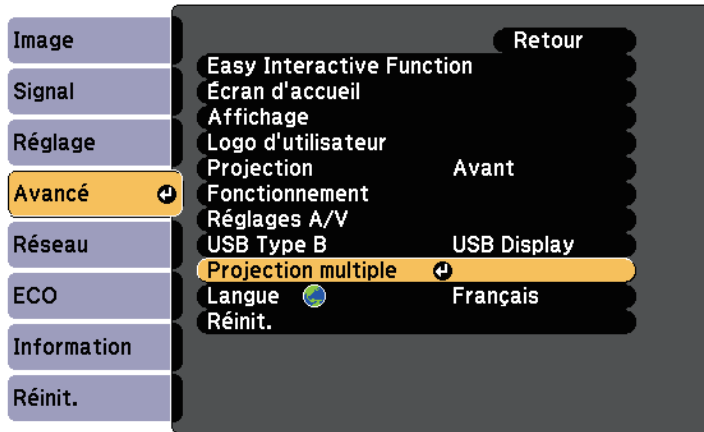 Image
Signal
Réglage
Avancé
Réseau
ECO
Information
Réinit.
Retour
Easy Interactive Function
Écran d'accueil
Affichage
Logo d'utilisateur
Projection Avant
Fonctionnement
Réglages A/V
USB Type B USB Display
Projection multiple
Langue Français
Réinit.